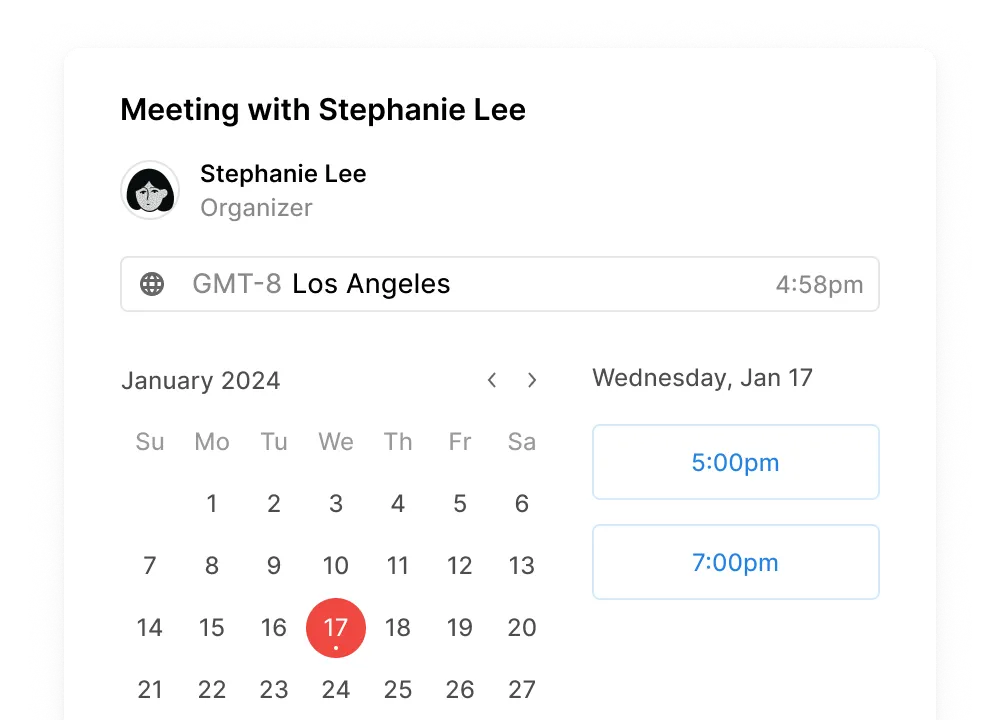 Meeting with Stephanie Lee
Stephanie Lee
Organizer
GMT-8 Los Angeles 4:58pm
January 2024
Su Mo Tu We Th Fr Sa
1 2 3 4 5 6
7 8 9 10 11 12 13
14 15 16 17 18 19 20
21 22 23 24 25 26 27
Wednesday, Jan 17
5:00pm
7:00pm